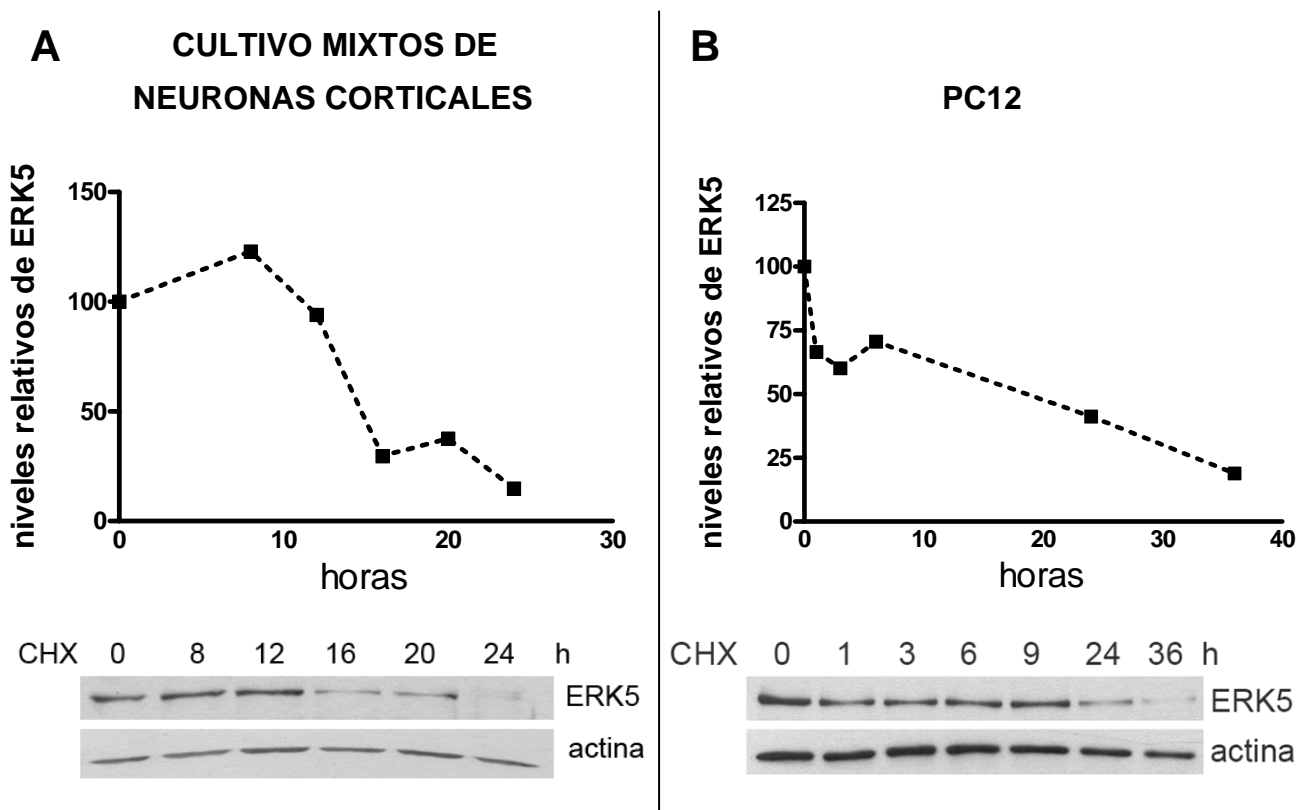 A
CULTIVO MIXTOS DE
NEURONAS CORTICALES
niveles relativos de ERK5
150
100
50
0
0 10 20 30
horas
CHX 0 8 12 16 20 24 h
ERK5
actina
B
PC12
niveles relativos de ERK5
125
100
75
50
25
0
0 10 20 30 40
horas
CHX 0 1 3 6 9 24 36 h
ERK5
actina